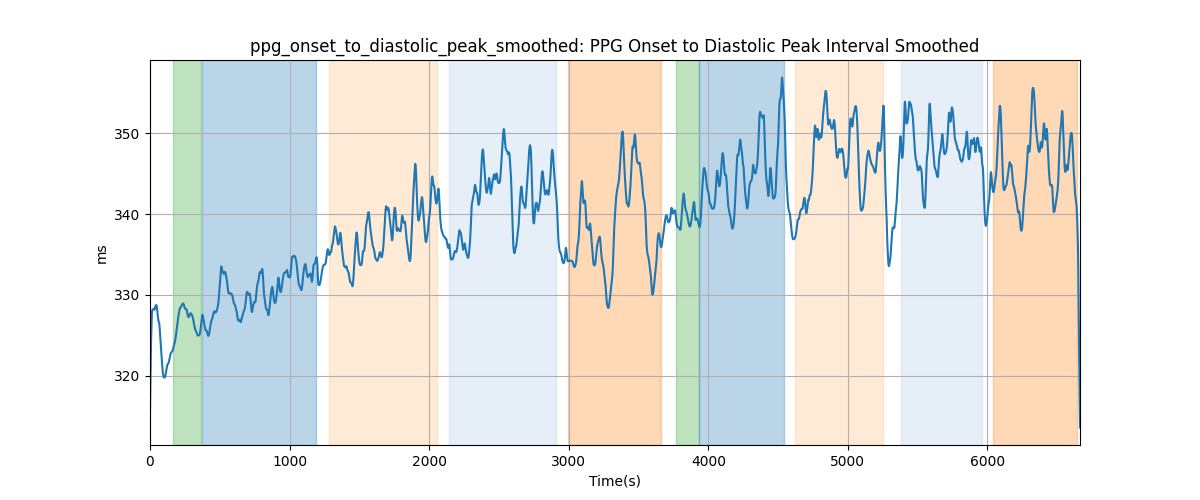 ppg_onset_to_diastolic_peak_smoothed: PPG Onset to Diastolic Peak Interval Smoothed
350
340
330
320
ms
0 1000 2000 3000 4000 5000 6000
Time(s)